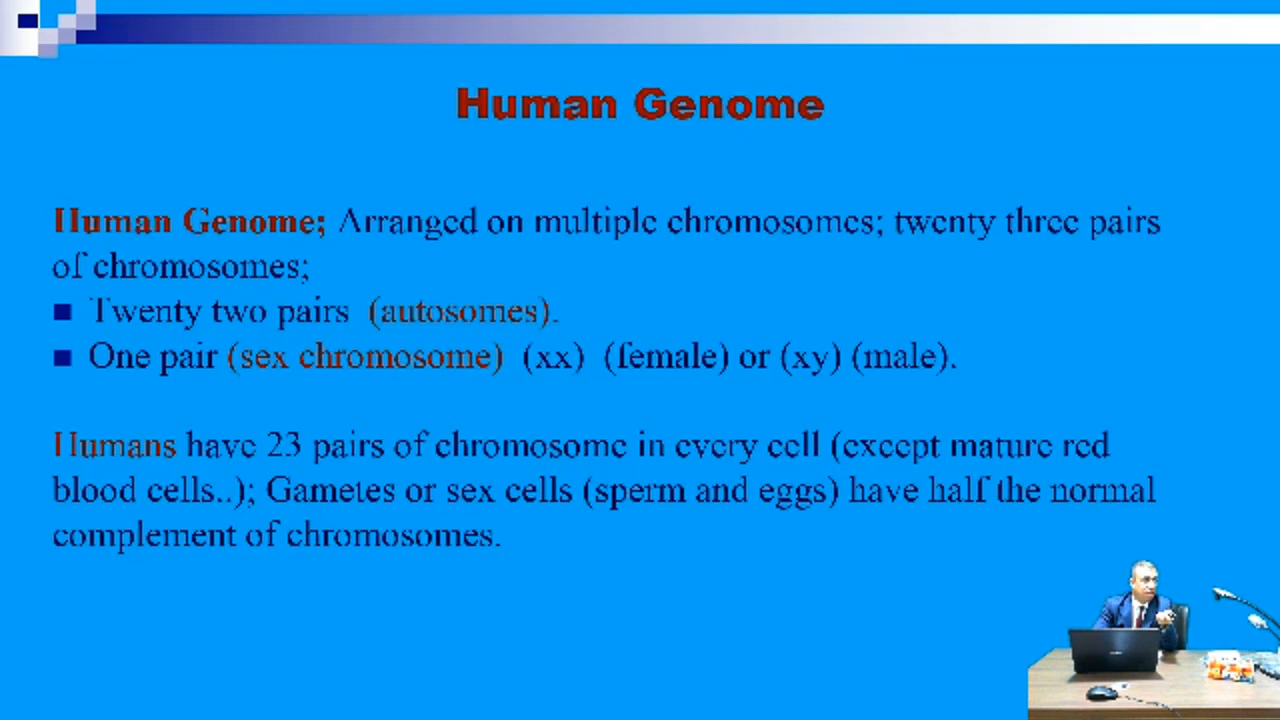 Human Genome
Human Genome; Arranged on multiple chromosomes; twenty three pairs
of chromosomes;
Twenty two pairs (autosomes).
One pair (sex chromosome) (xx) (female) or (xy) (male).
Humans have 23 pairs of chromosome in every cell (except mature red
blood cells..); Gametes or sex cells (sperm and eggs) have half the normal
complement of chromosomes.